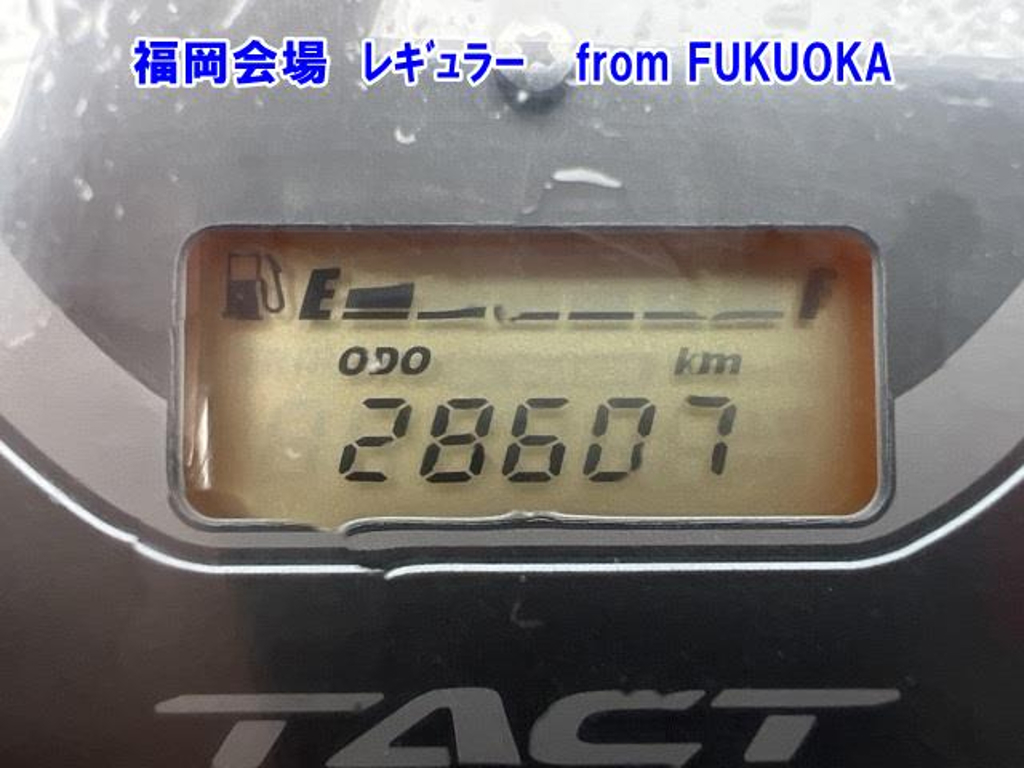 福岡会場 ﾚｷﾞｭﾗｰ from FUKUOKA
E F
ODO km
28607
TACT